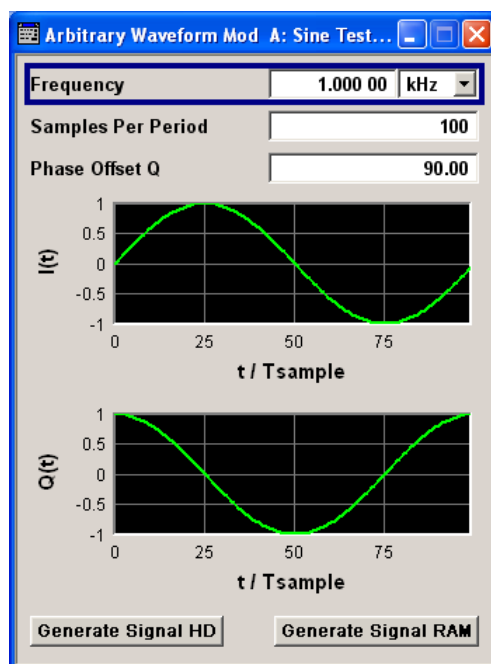 Arbitrary Waveform Mod A: Sine Test...
Frequency 1.000 00 kHz
Samples Per Period 100
Phase Offset Q 90.00
1
0.5
0
-0.5
-1
I(t)
0 25 50 75
t / Tsample
1
0.5
0
-0.5
-1
Q(t)
0 25 50 75
t / Tsample
Generate Signal HD Generate Signal RAM